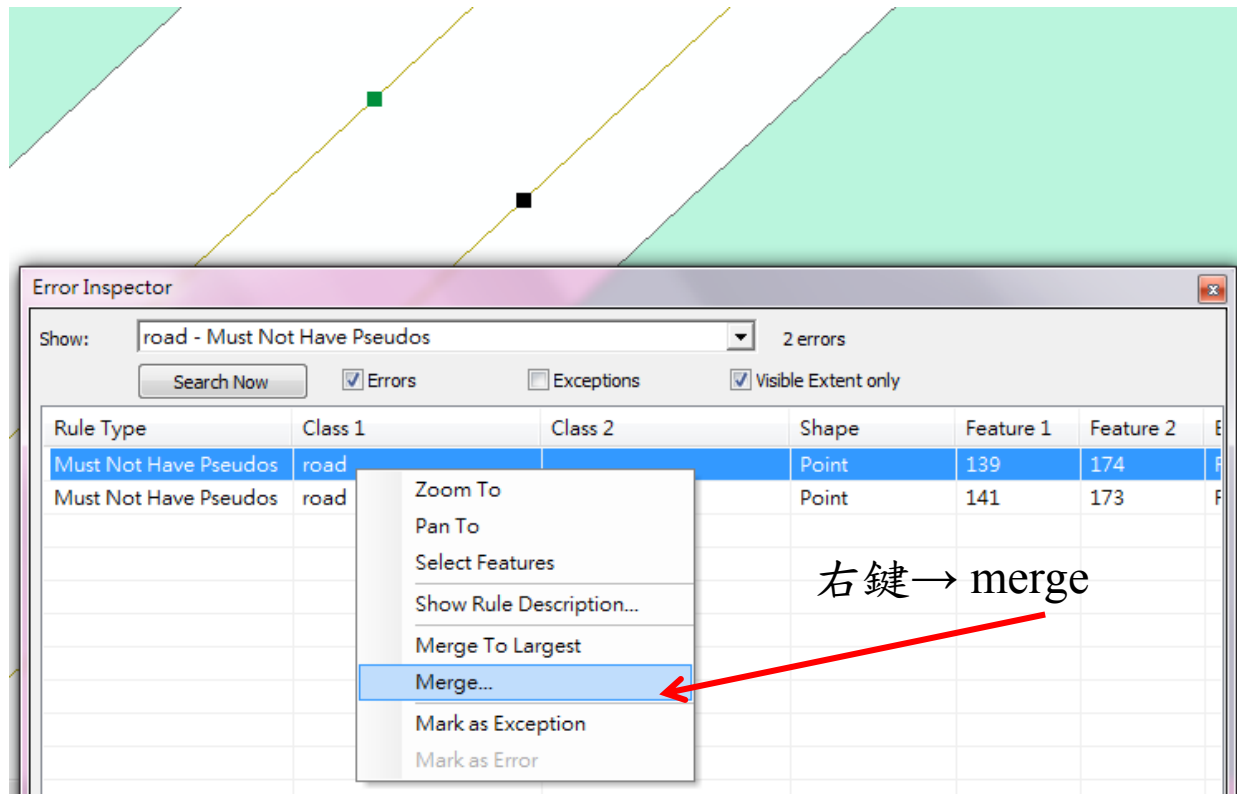 Error Inspector
Show: road - Must Not Have Pseudos 2 errors
Search Now Errors Exceptions Visible Extent only
Rule Type Class 1 Class 2 Shape Feature 1 Feature 2
Must Not Have Pseudos road Point 139 174
Must Not Have Pseudos road Point 141 173
Zoom To
Pan To
Select Features
Show Rule Description...
Merge To Largest
Merge...
Mark as Exception
Mark as Error
右鍵→ merge